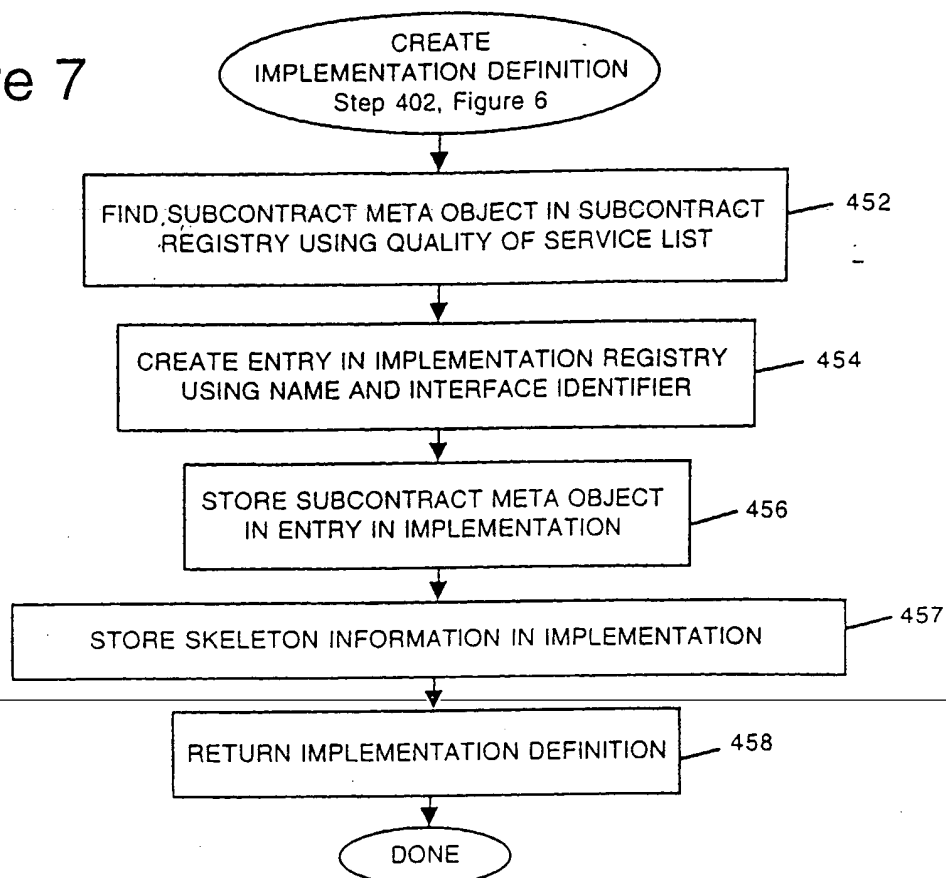 re 7
CREATE
IMPLEMENTATION DEFINITION
Step 402, Figure 6
FIND SUBCONTRACT META OBJECT IN SUBCONTRACT
REGISTRY USING QUALITY OF SERVICE LIST
452
CREATE ENTRY IN IMPLEMENTATION REGISTRY
USING NAME AND INTERFACE IDENTIFIER
454
STORE SUBCONTRACT META OBJECT
IN ENTRY IN IMPLEMENTATION
456
STORE SKELETON INFORMATION IN IMPLEMENTATION
457
RETURN IMPLEMENTATION DEFINITION
458
DONE